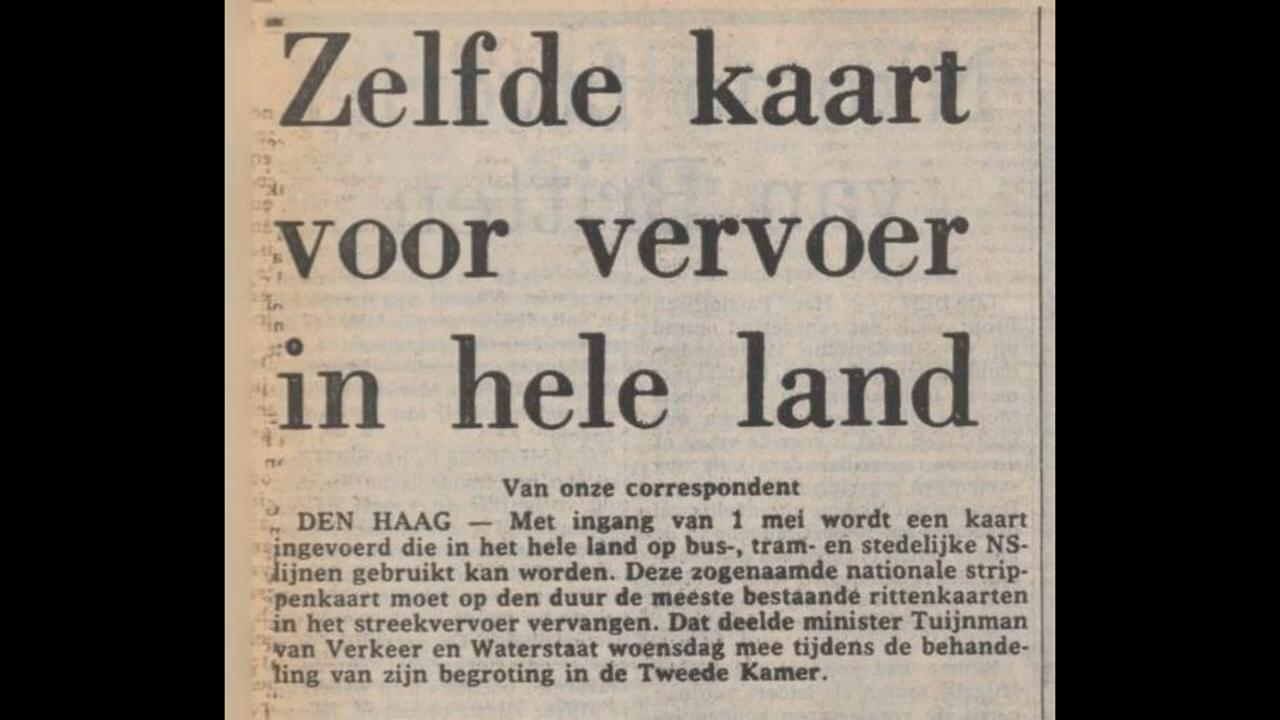 Zelfde kaart
voor vervoer
in hele land
Van onze correspondent
DEN HAAG — Met ingang van 1 mei wordt een kaart
ingevoerd die in het hele land op bus-, tram- en stedelijke NS-
lijnen gebruikt kan worden. Deze zogenaamde nationale strip-
penkaart moet op den duur de meeste bestaande rittenkaarten
in het streekvervoer vervangen. Dat deelde minister Tuijnman
van Verkeer en Waterstaat woensdag mee tijdens de behande-
ling van zijn begroting in de Tweede Kamer.